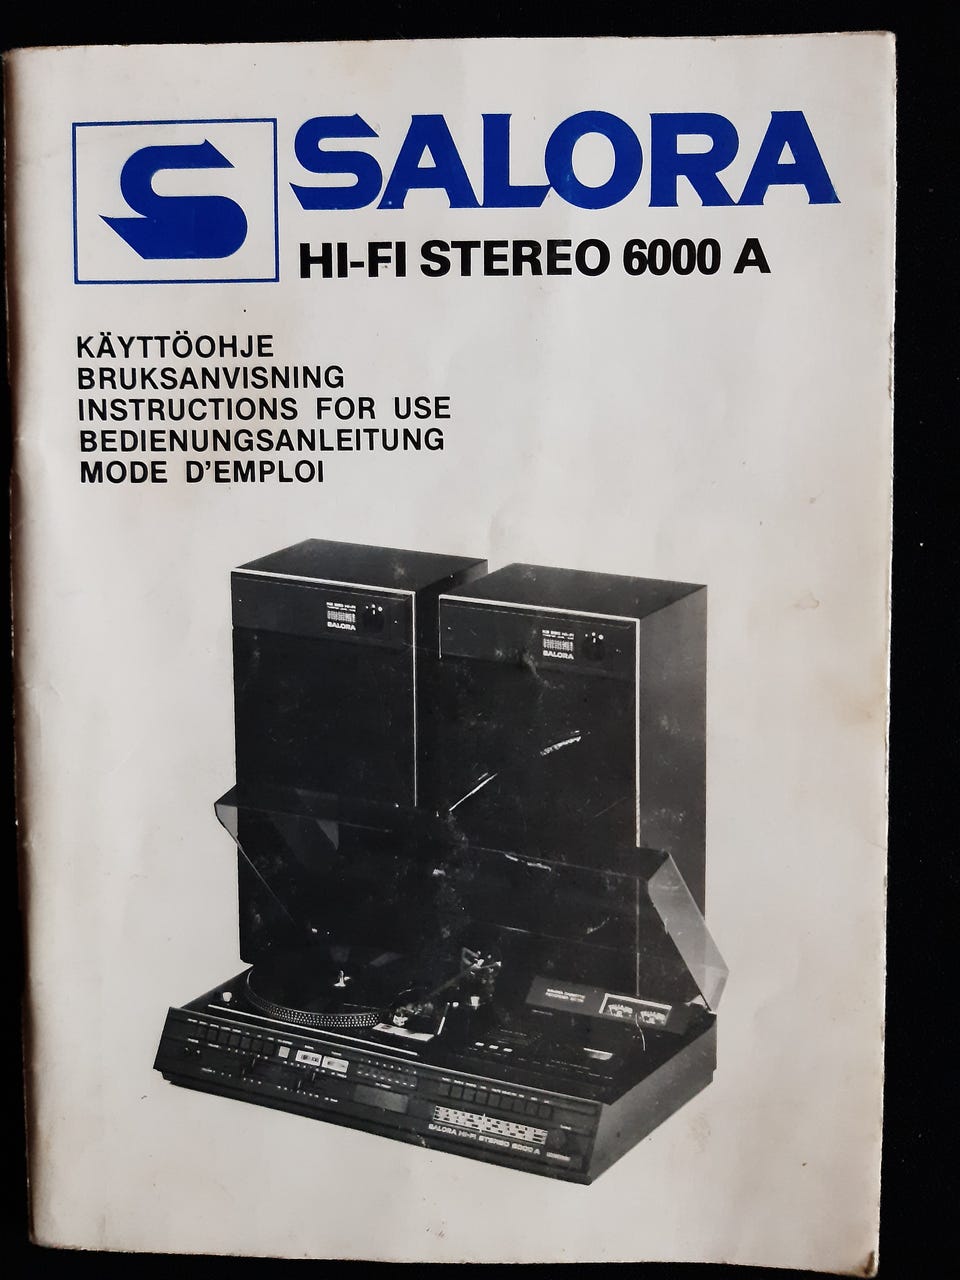 SALORA
HI-FI STEREO 6000 A
KÄYTTÖOHJE
BRUKSANVISNING
INSTRUCTIONS FOR USE
BEDIENUNGSANLEITUNG
MODE D'EMPLOI
SALORA
SALORA
SALORA HI-FI STEREO 6000 A